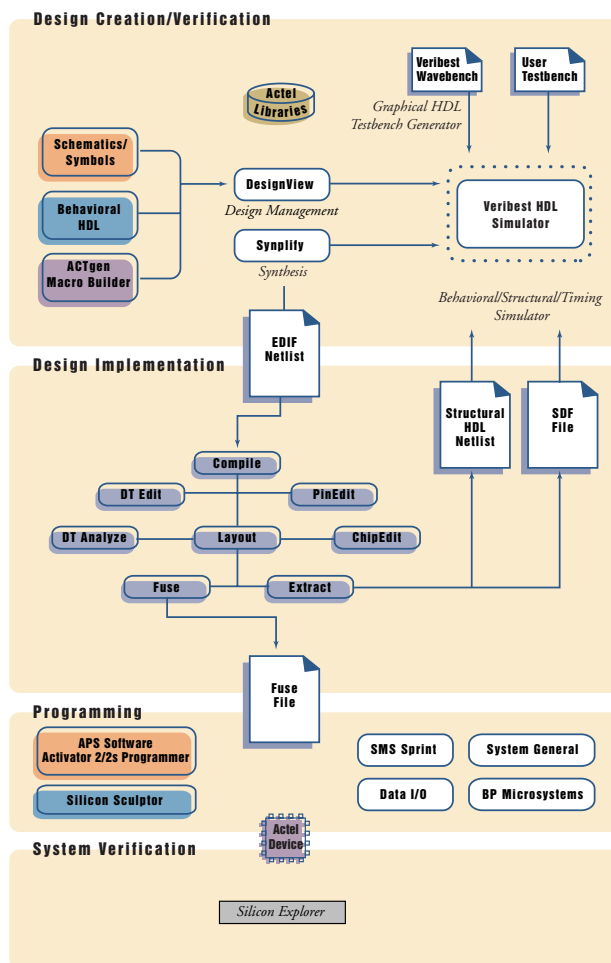 Design Creation/Verification
Veribest
Wavebench
User
Testbench
Actel
Libraries
Graphical HDL
Testbench Generator
Schematics/
Symbols
DesignView
Design Management
Behavioral
HDL
Veribest HDL
Simulator
Synplify
Synthesis
ACTgen
Macro Builder
Behavioral/Structural/Timing
Simulator
EDIF
Netlist
Design Implementation
Structural
HDL
Netlist
SDF
File
Compile
DT Edit
PinEdit
DT Analyze
Layout
ChipEdit
Fuse
Extract
Fuse
File
Programming
APS Software
Activator 2/2s Programmer
SMS Sprint
System General
Silicon Sculptor
Data I/O
BP Microsystems
Actel
Device
System Verification
Silicon Explorer